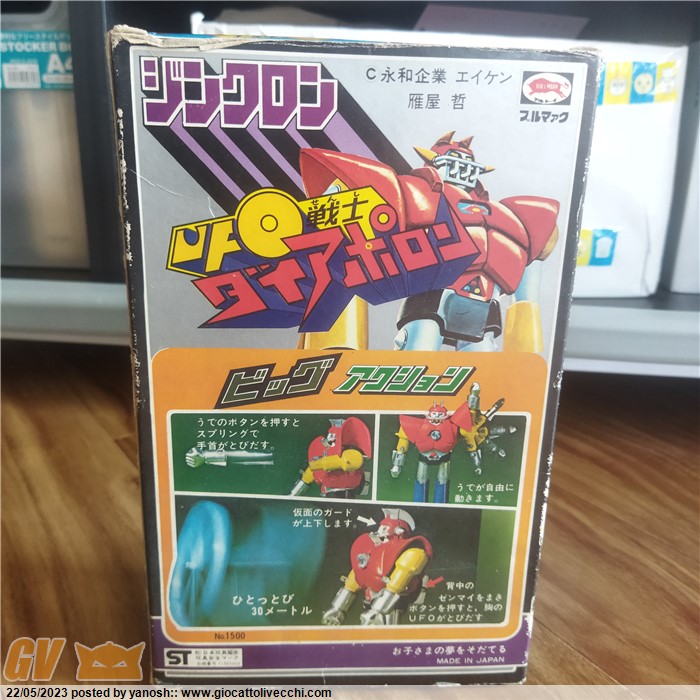 STOCKER BO
A4
ジンクロン
C 永和企業 エイケン
雁屋 哲
ブルマァク
UFO戦士
せんし
ダイアポロン
ビッグ アクション
うでのボタンを押すと
スプリングで
手首がとびだす。
うでが自由に
動きます。
仮面のガード
が上下します。
ひとっとび
30メートル
背中の
ゼンマイをまき
ボタンを押すと、胸の
UFOがとびだす
No.1500
ST
お子さまの夢をそだてる
MADE IN JAPAN
GV
22/05/2023 posted by yanosh:: www.giocattolivecchi.com